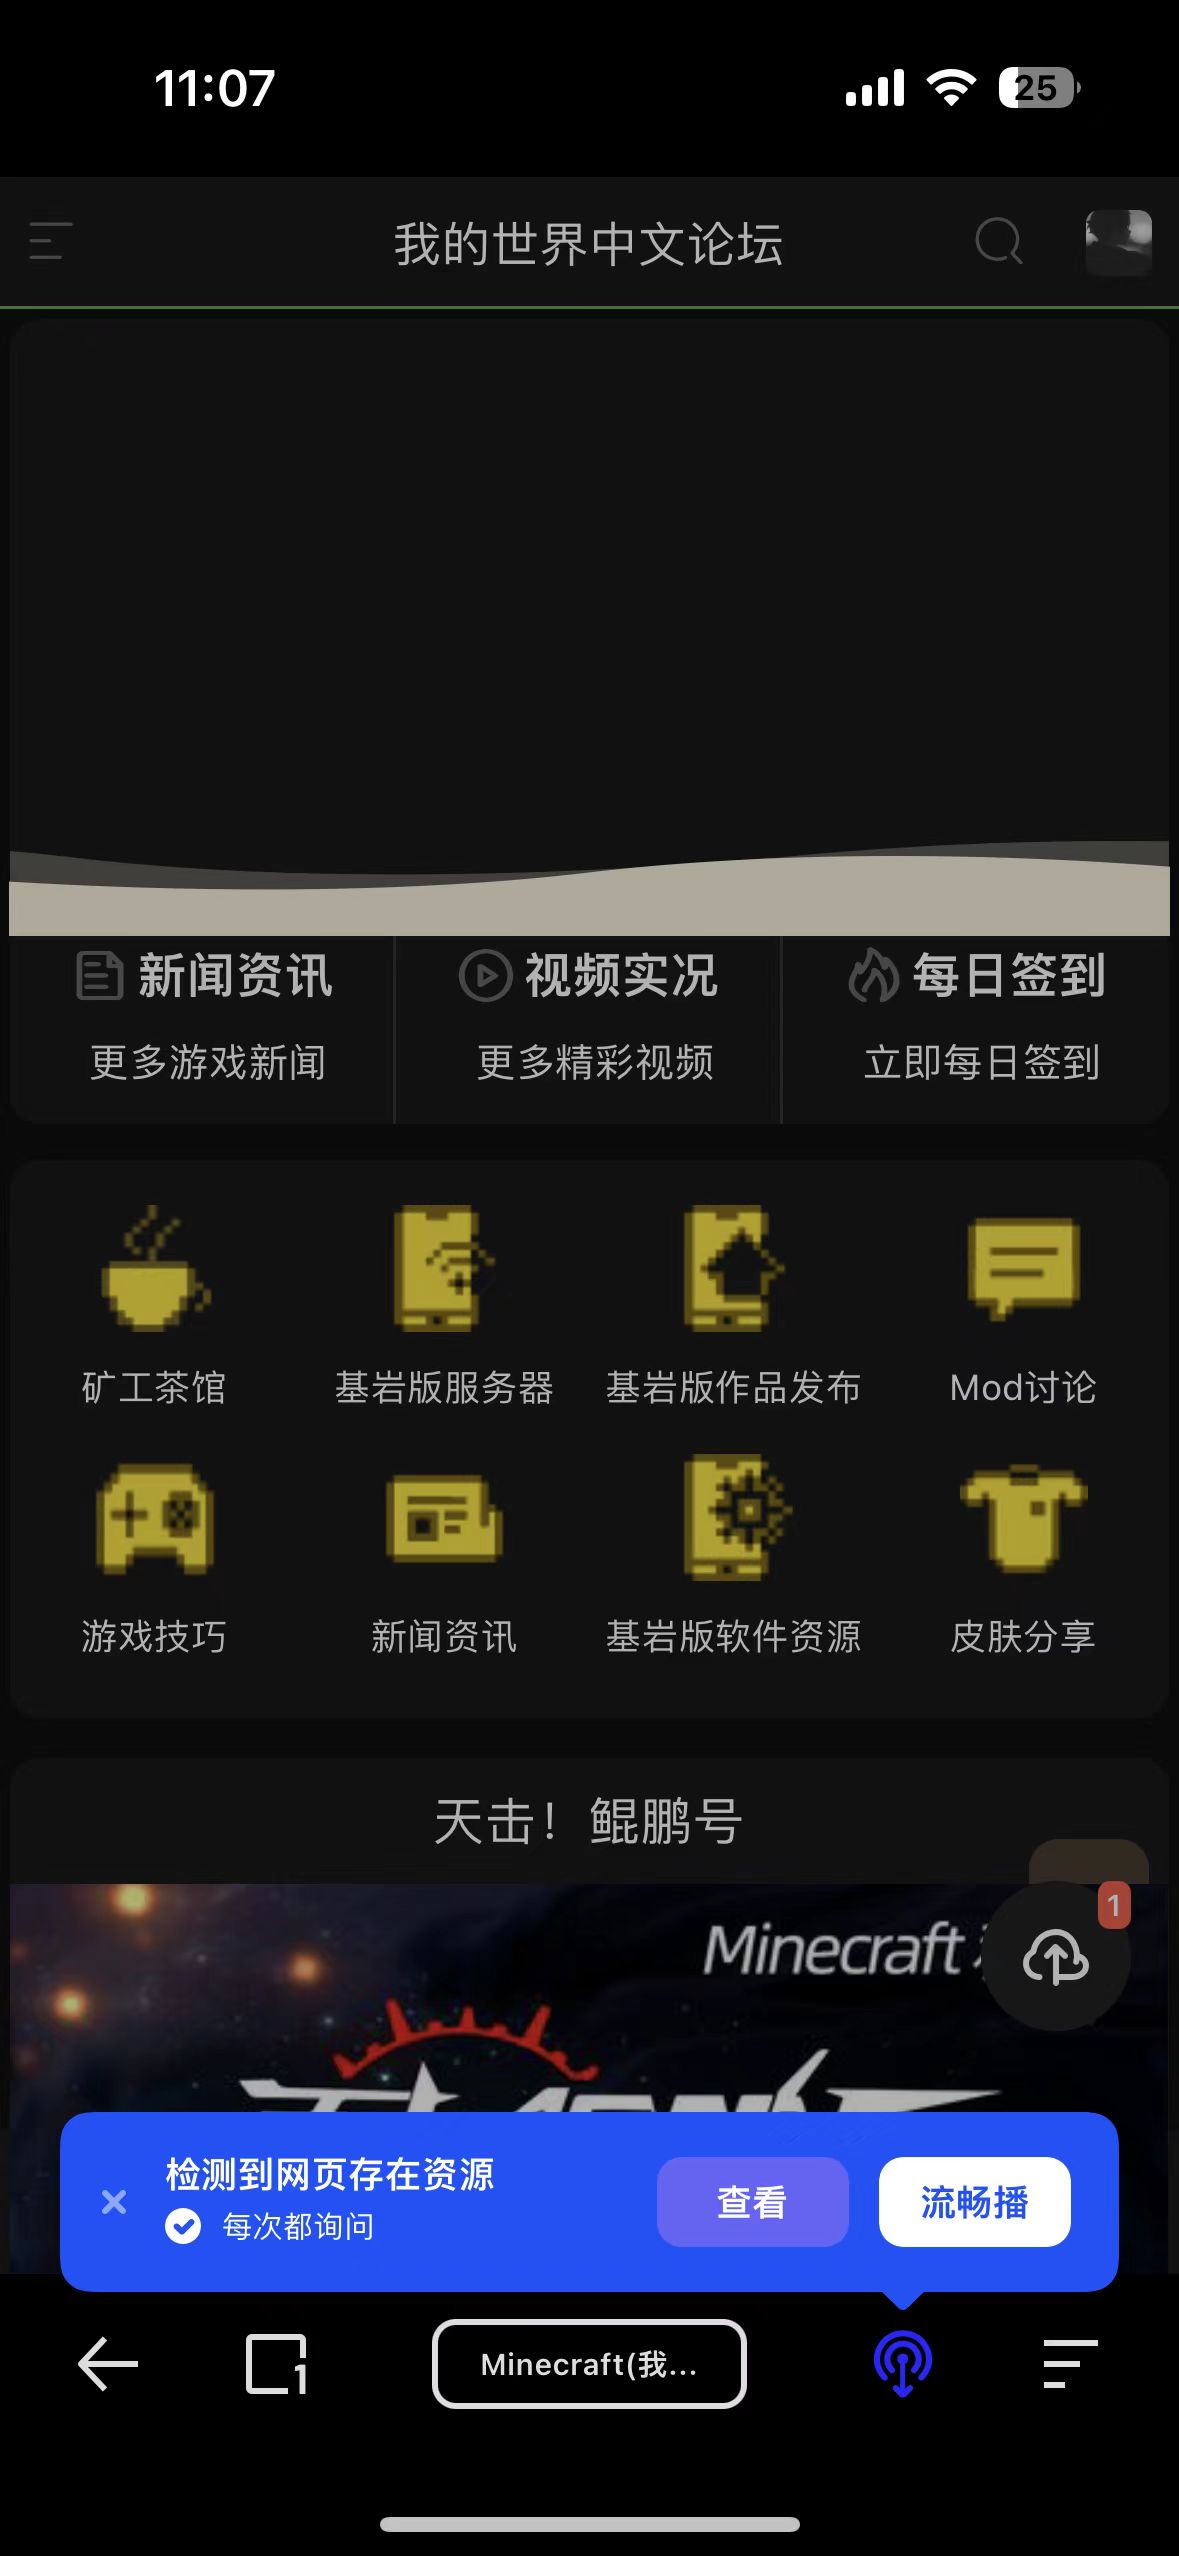 11:07
25
我的世界中文论坛
新闻资讯
视频实况
每日签到
更多游戏新闻
更多精彩视频
立即每日签到
矿工茶馆
基岩版服务器
基岩版作品发布
Mod讨论
游戏技巧
新闻资讯
基岩版软件资源
皮肤分享
天击！鲲鹏号
1
Minecraft
检测到网页存在资源
每次都询问
查看
流畅播
1
Minecraft(我...